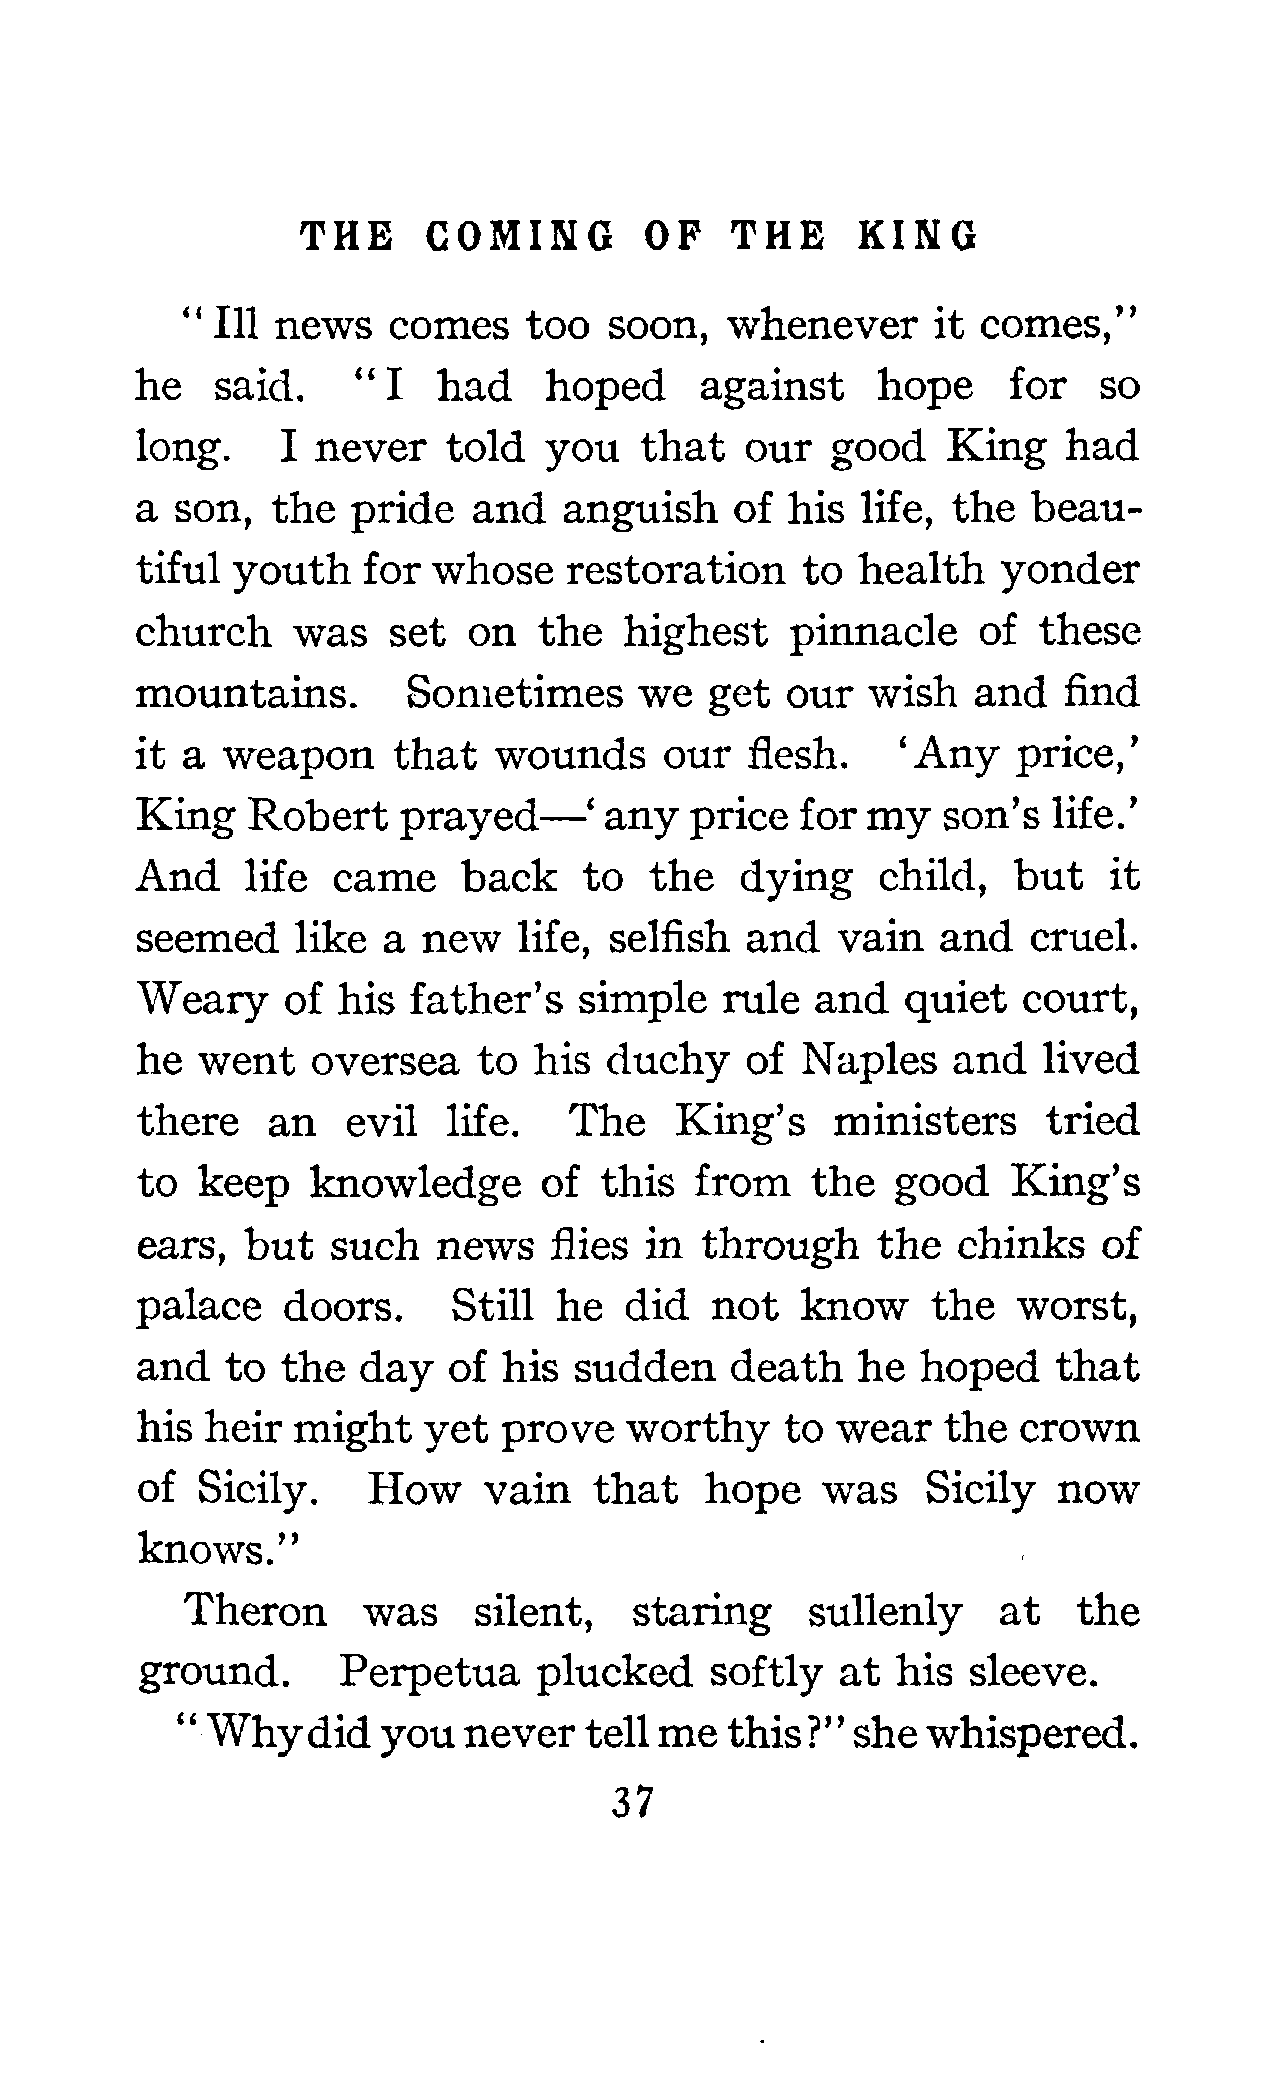 THE COMING OF THE KING
"Ill news comes too soon, whenever it comes,"
he said. "I had hoped against hope for so
long. I never told you that our good King had
a son, the pride and anguish of his life, the beau-
tiful youth for whose restoration to health yonder
church was set on the highest pinnacle of these
mountains. Sometimes we get our wish and find
it a weapon that wounds our flesh. 'Any price,'
King Robert prayed—'any price for my son's life.'
And life came back to the dying child, but it
seemed like a new life, selfish and vain and cruel.
Weary of his father's simple rule and quiet court,
he went oversea to his duchy of Naples and lived
there an evil life. The King's ministers tried
to keep knowledge of this from the good King's
ears, but such news flies in through the chinks of
palace doors. Still he did not know the worst,
and to the day of his sudden death he hoped that
his heir might yet prove worthy to wear the crown
of Sicily. How vain that hope was Sicily now
knows."
Theron was silent, staring sullenly at the
ground. Perpetua plucked softly at his sleeve.
"Why did you never tell me this?" she whispered.
37